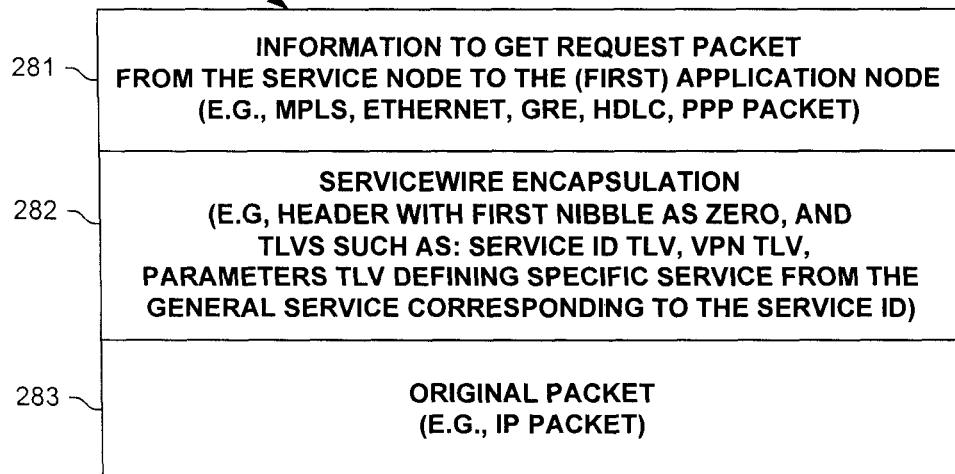 281
INFORMATION TO GET REQUEST PACKET
FROM THE SERVICE NODE TO THE (FIRST) APPLICATION NODE
(E.G., MPLS, ETHERNET, GRE, HDLC, PPP PACKET)
282
SERVICEWIRE ENCAPSULATION
(E.G, HEADER WITH FIRST NIBBLE AS ZERO, AND
TLVS SUCH AS: SERVICE ID TLV, VPN TLV,
PARAMETERS TLV DEFINING SPECIFIC SERVICE FROM THE
GENERAL SERVICE CORRESPONDING TO THE SERVICE ID)
283
ORIGINAL PACKET
(E.G., IP PACKET)